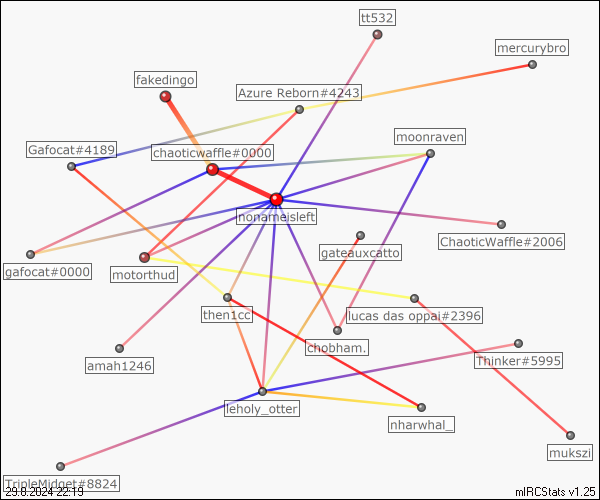 tt532
mercurybro
fakedingo
Azure Reborn#4243
moonraven
Gafocat#4189
chaoticwaffle#0000
nonameisleft
ChaoticWaffle#2006
gateauxcatto
gafocat#0000
motorthud
then1cc
lucas das oppai#2396
chobham.
amah1246
Thinker#5995
leholy_otter
nharwhal_
mukszi
TripleMidget#8824
29.8.2024 22:19
mIRCStats v1.25